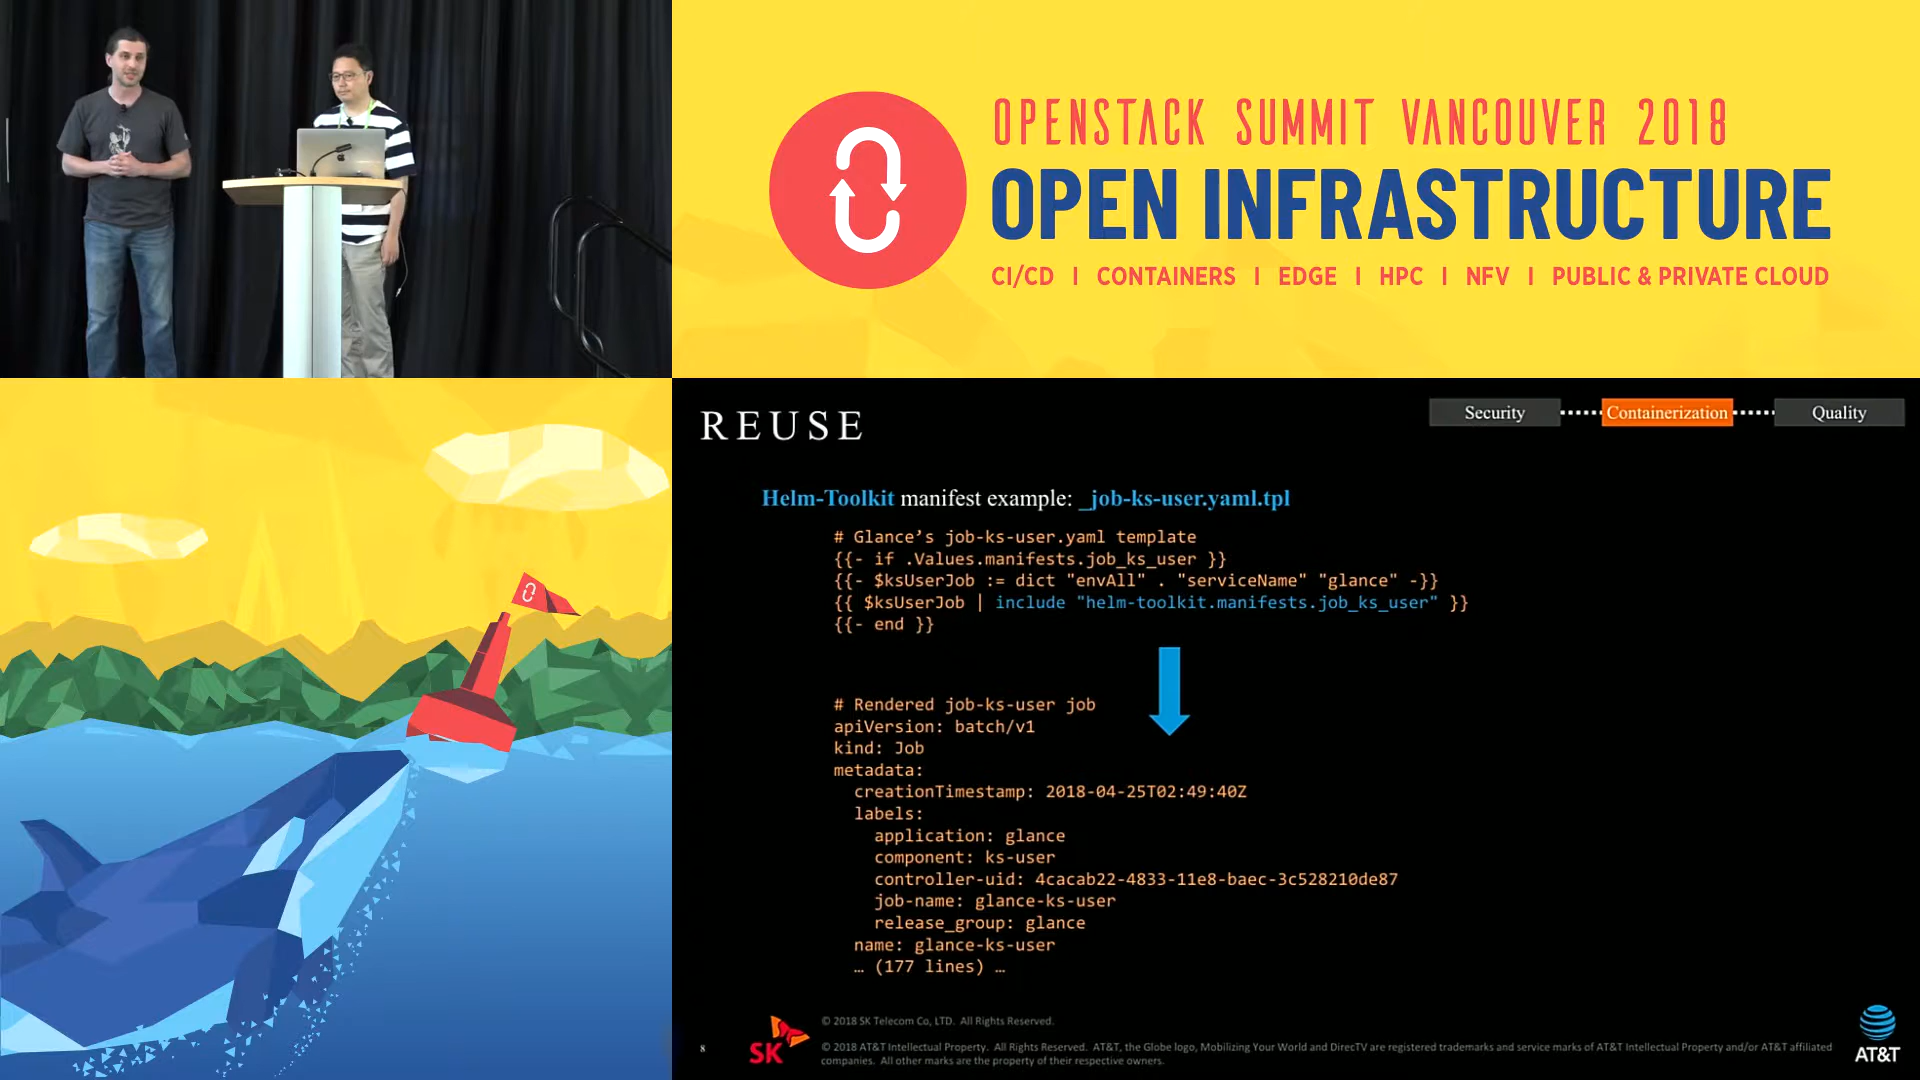 OPENSTACK SUMMIT VANCOUVER 2018
OPEN INFRASTRUCTURE
CI/CD | CONTAINERS | EDGE | HPC | NFV | PUBLIC & PRIVATE CLOUD
REUSE
Security
Containerization
Quality
Helm-Toolkit manifest example: _job-ks-user.yaml.tpl
# Glance’s job-ks-user.yaml template
{{- if .Values.manifests.job_ks_user }}
{{- $ksUserJob := dict "envAll" . "serviceName" "glance" -}}
{{ $ksUserJob | include "helm-toolkit.manifests.job_ks_user" }}
{{- end }}
# Rendered job-ks-user job
apiVersion: batch/v1
kind: Job
metadata:
creationTimestamp: 2018-04-25T02:49:40Z
labels:
application: glance
component: ks-user
controller-uid: 4cacab22-4833-11e8-baec-3c528210de87
job-name: glance-ks-user
release_group: glance
name: glance-ks-user
… (177 lines) …
8
SK
© 2018 SK Telecom Co, LTD. All Rights Reserved.
© 2018 AT&T Intellectual Property. All Rights Reserved. AT&T, the Globe logo, Mobilizing Your World and DirecTV are registered trademarks and service marks of AT&T Intellectual Property and/or AT&T affiliated
companies. All other marks are the property of their respective owners.
AT&T